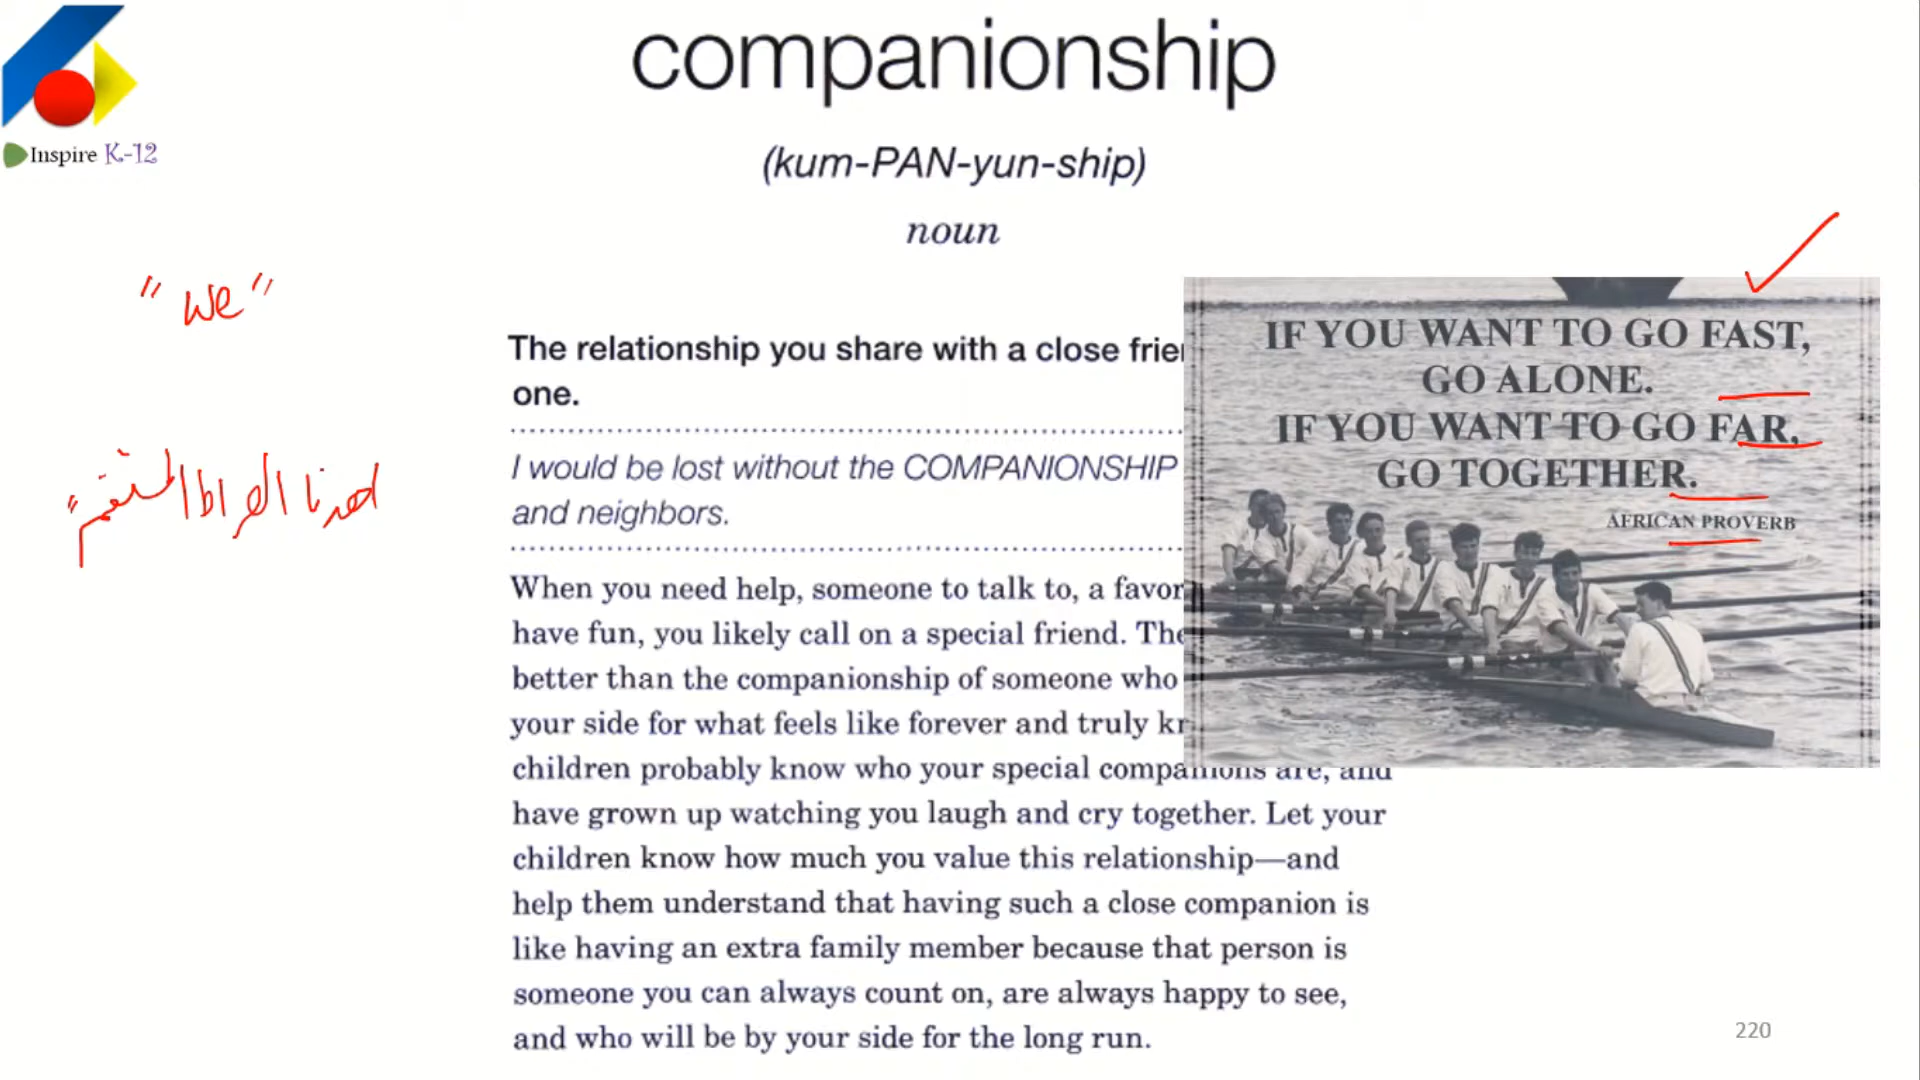 Inspire K-12
companionship
(kum-PAN-yun-ship)
noun
"we"
The relationship you share with a close
one.
I would be lost without the COMPANIONSHIP
and neighbors.
When you need help, someone to talk to, a
have fun, you likely call on a special friend.
better than the companionship of someone who
your side for what feels like forever and truly
children probably know who your special companions are, and
have grown up watching you laugh and cry together. Let your
children know how much you value this relationship—and
help them understand that having such a close companion is
like having an extra family member because that person is
someone you can always count on, are always happy to see,
and who will be by your side for the long run.
IF YOU WANT TO GO FAST,
GO ALONE.
IF YOU WANT TO GO FAR,
GO TOGETHER.
AFRICAN PROVERB
اهدنا الصراط المستقيم"
220